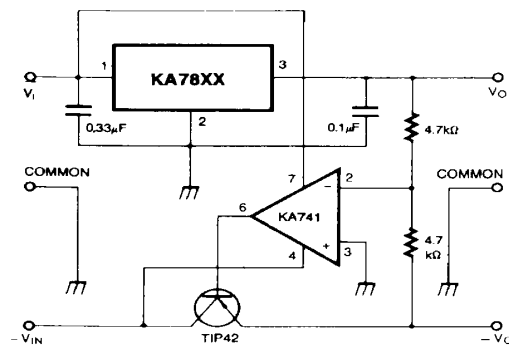 1
KA78XX
3
VI
VO
0.33µF
2
0.1µF
4.7kΩ
COMMON
COMMON
7
2
6
−
KA741
4.7
kΩ
+
4
3
-VIN
TIP42
-VO